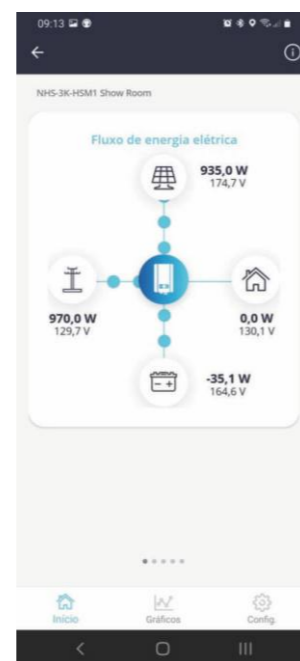 09:13
NHS-3K-HSM1 Show Room
Fluxo de energia elétrica
935,0 W
174,7 V
970,0 W
129,7 V
0,0 W
130,1 V
-35,1 W
164,6 V
Início
Gráficos
Config.